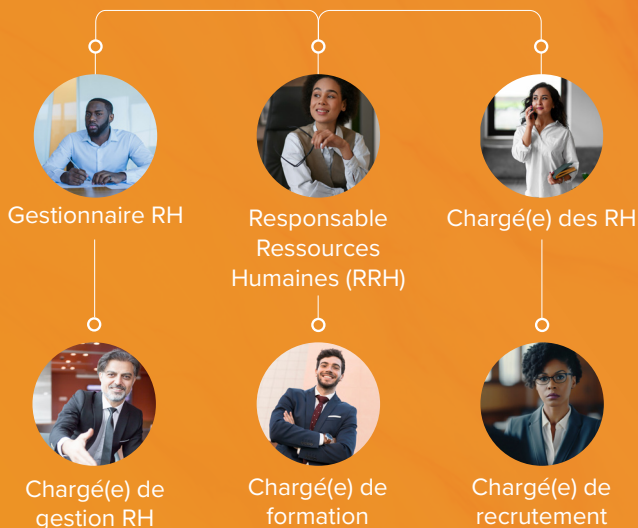 Gestionnaire RH
Responsable
Ressources
Humaines (RRH)
Chargé(e) des RH
Chargé(e) de
gestion RH
Chargé(e) de
formation
Chargé(e) de
recrutement